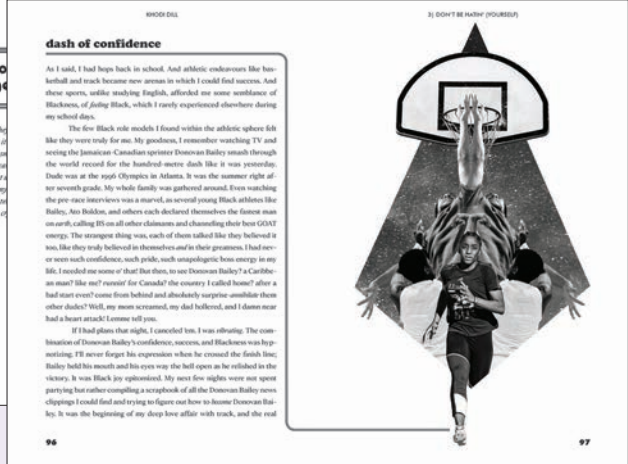 KHODI DILL
3) DON'T BE HATIN' (YOURSELF)
dash of confidence
As I said, I had hops back in school. And athletic endeavours like bas-
ketball and track became new arenas in which I could find success. And
these sports, unlike studying English, afforded me some semblance of
Blackness, of feeling Black, which I rarely experienced elsewhere during
my school days.
The few Black role models I found within the athletic sphere felt
like they were truly for me. My goodness, I remember watching TV and
seeing the Jamaican-Canadian sprinter Donovan Bailey smash through
the world record for the hundred-metre dash like it was yesterday.
Dude was at the 1996 Olympics in Atlanta. It was the summer right af-
ter seventh grade. My whole family was gathered around. Even watching
the pre-race interviews was a marvel, as several young Black athletes like
Bailey, Ato Boldon, and others each declared themselves the fastest man
on earth, calling BS on all other claimants and channeling their best GOAT
energy. The strangest thing was, each of them talked like they believed it
too, like they truly believed in themselves and in their greatness. I had nev-
er seen such confidence, such pride, such unapologetic boss energy in my
life. I needed me some o' that! But then, to see Donovan Bailey? a Caribbe-
an man? like me? runnin' for Canada? the country I called home? after a
bad start even? come from behind and absolutely surprise-annihilate them
other dudes? Well, my mom screamed, my dad hollered, and I damn near
had a heart attack! Lemme tell you.
If I had plans that night, I canceled 'em. I was vibrating. The com-
bination of Donovan Bailey's confidence, success, and Blackness was hyp-
notizing. I'll never forget his expression when he crossed the finish line;
Bailey held his mouth and his eyes way the hell open as he relished in the
victory. It was Black joy epitomized. My next few nights were not spent
partying but rather compiling a scrapbook of all the Donovan Bailey news
clippings I could find and trying to figure out how to become Donovan Bai-
ley. It was the beginning of my deep love affair with track, and the real
96
97